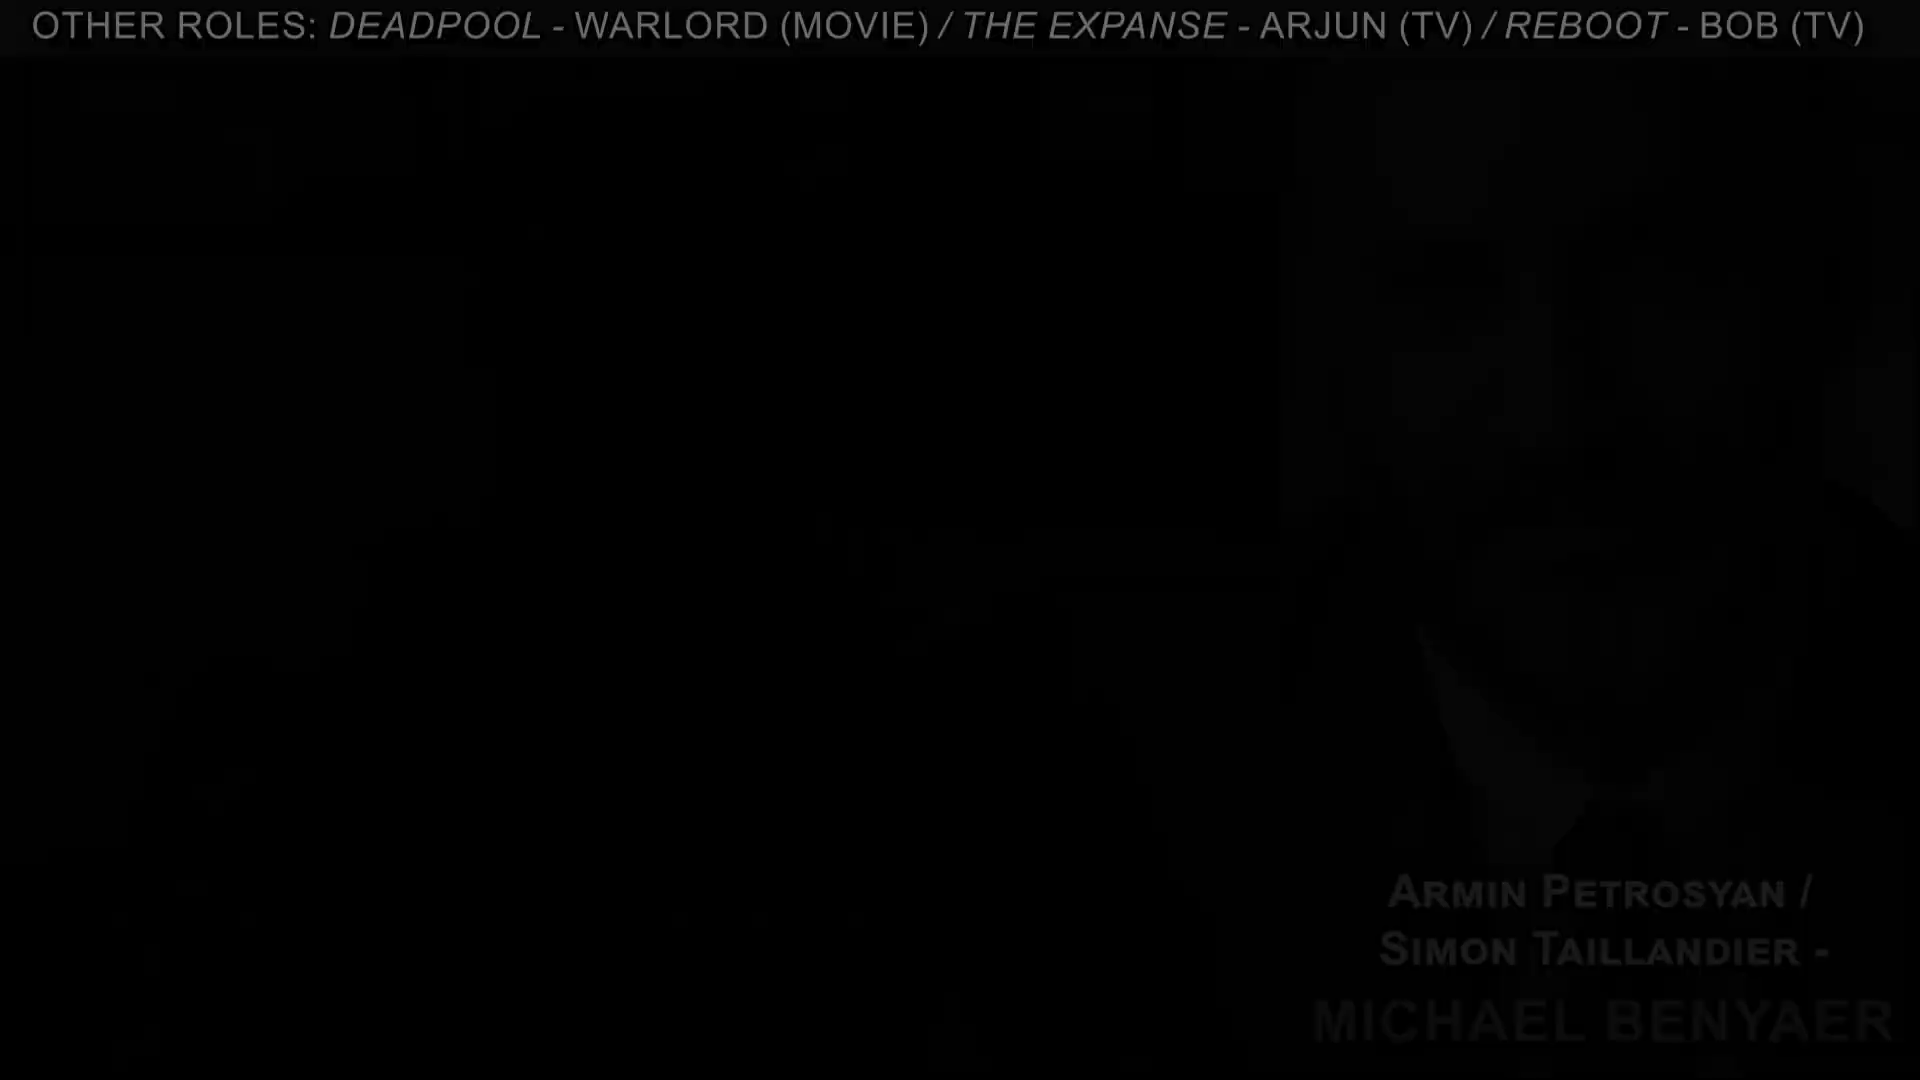 OTHER ROLES: DEADPOOL - WARLORD (MOVIE) / THE EXPANSE - ARJUN (TV) / REBOOT - BOB (TV)
ARMIN PETROSYAN /
SIMON TAILLANDIER -
MICHAEL BENYAER